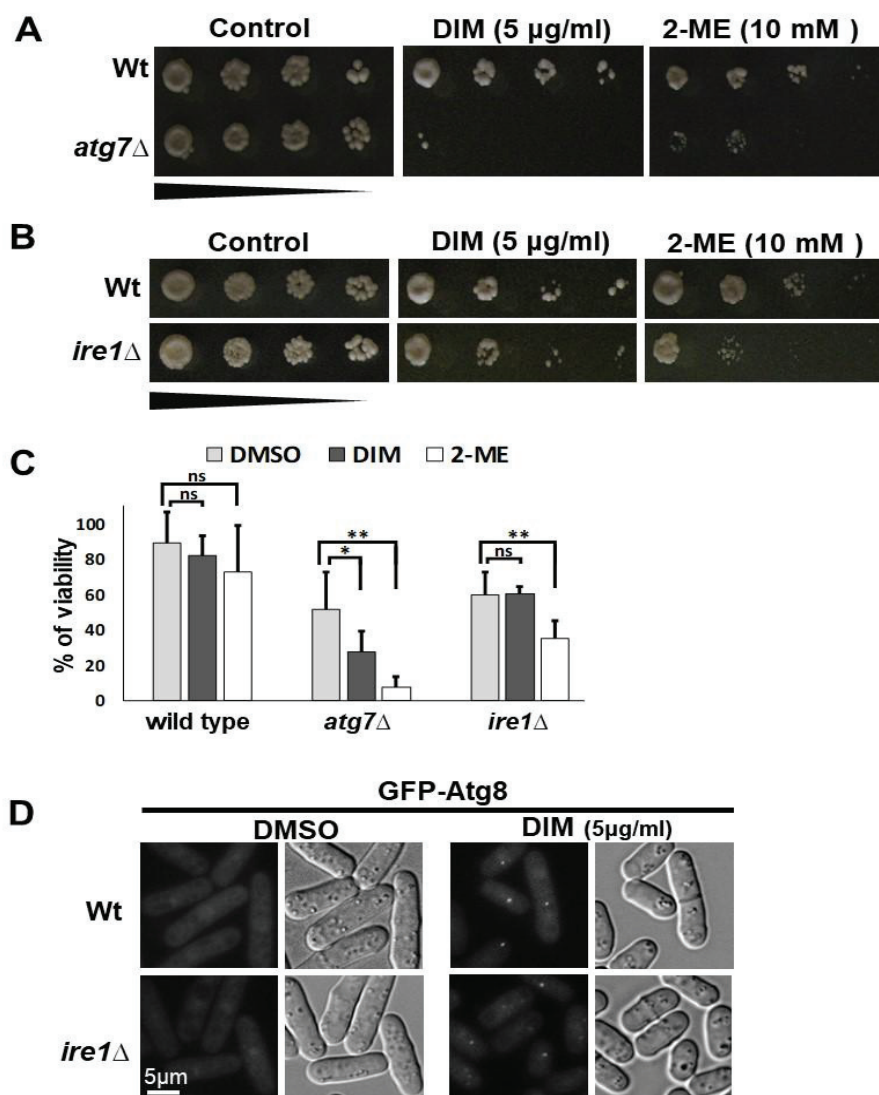 A
Control DIM (5 µg/ml) 2-ME (10 mM )
Wt
atg7Δ
B
Control DIM (5 µg/ml) 2-ME (10 mM )
Wt
ire1Δ
C
DMSO DIM 2-ME
ns
ns
**
*
**
ns
% of viability
100
80
60
40
20
0
wild type atg7Δ ire1Δ
GFP-Atg8
D
DMSO DIM (5µg/ml)
Wt
ire1Δ
5µm